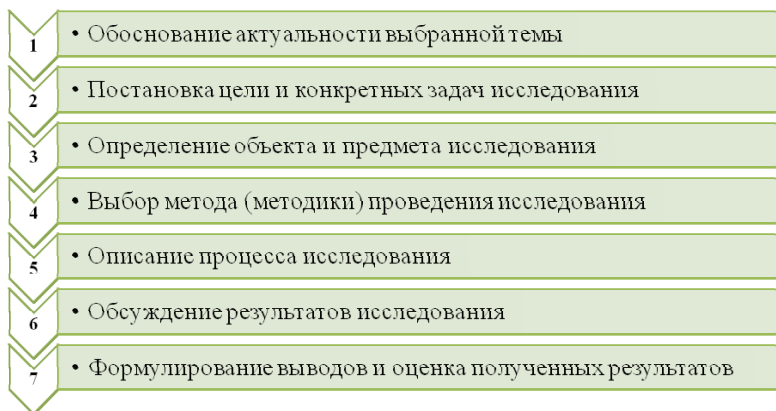 1 • Обоснование актуальности выбранной темы
2 • Постановка цели и конкретных задач исследования
3 • Определение объекта и предмета исследования
4 • Выбор метода (методики) проведения исследования
5 • Описание процесса исследования
6 • Обсуждение результатов исследования
7 • Формулирование выводов и оценка полученных результатов